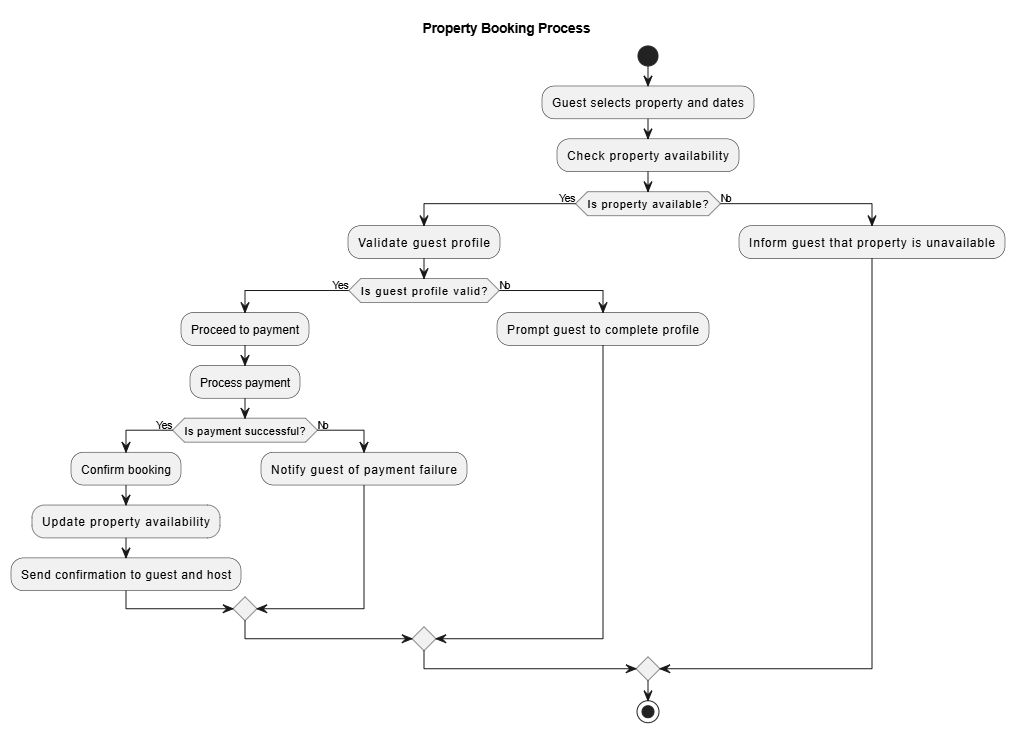 Property Booking Process
Guest selects property and dates
Check property availability
Yes
Is property available?
No
Validate guest profile
Inform guest that property is unavailable
Yes
Is guest profile valid?
No
Proceed to payment
Prompt guest to complete profile
Process payment
Yes
Is payment successful?
No
Confirm booking
Notify guest of payment failure
Update property availability
Send confirmation to guest and host